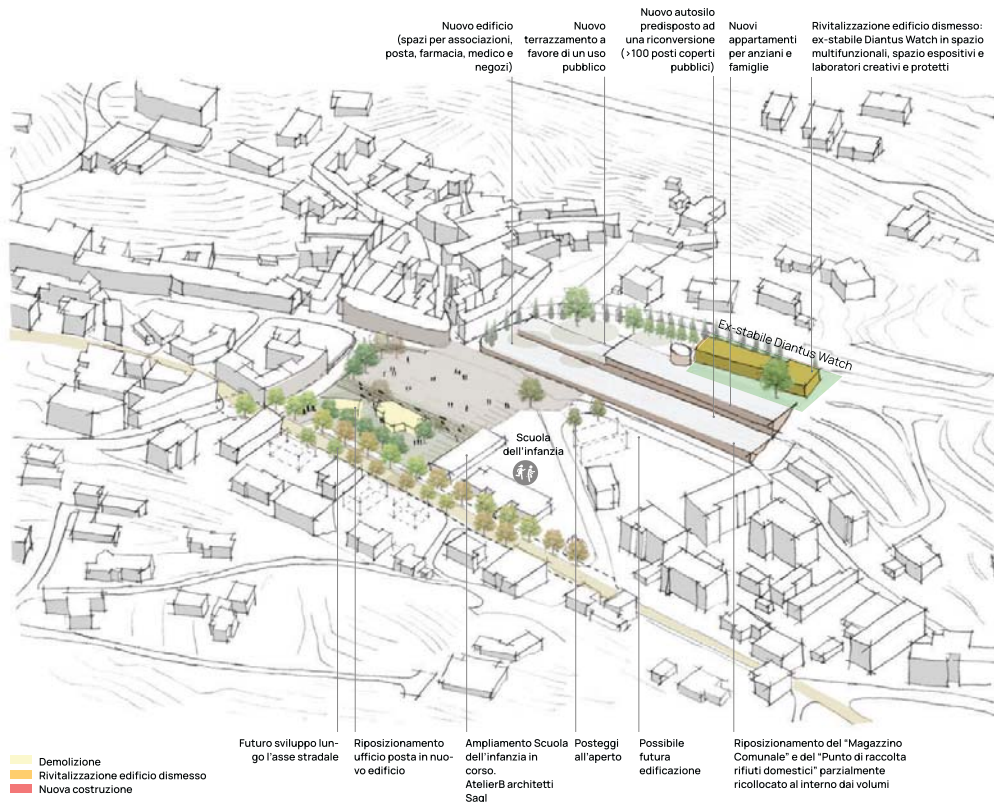 Nuovo edificio
(spazi per associazioni,
posta, farmacia, medico e
negozi)
Nuovo
terrazzamento a
favore di un uso
pubblico
Nuovo autosilo
predisposto ad
una riconversione
(>100 posti coperti
pubblici)
Nuovi
appartamenti
per anziani e
famiglie
Rivitalizzazione edificio dismesso:
ex-stabile Diantus Watch in spazio
multifunzionali, spazio espositivi e
laboratori creativi e protetti
Ex-stabile Diantus Watch
Scuola
dell'infanzia
Futuro sviluppo lun-
go l'asse stradale
Riposizionamento
ufficio posta in nuo-
vo edificio
Ampliamento Scuola
dell'infanzia in
corso.
AtelierB architetti
Sagl
Posteggi
all'aperto
Possibile
futura
edificazione
Riposizionamento del "Magazzino
Comunale" e del "Punto di raccolta
rifiuti domestici" parzialmente
ricollocato al interno dai volumi
Demolizione
Rivitalizzazione edificio dismesso
Nuova costruzione